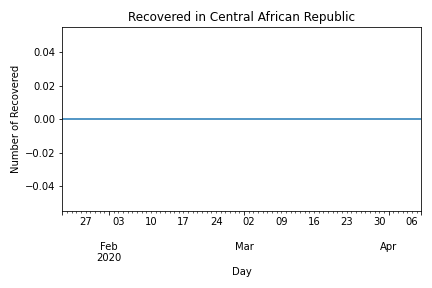 Recovered in Central African Republic
Number of Recovered
0.04
0.02
0.00
−0.02
−0.04
27 03 10 17 24 02 09 16 23 30 06
Feb Mar Apr
2020
Day